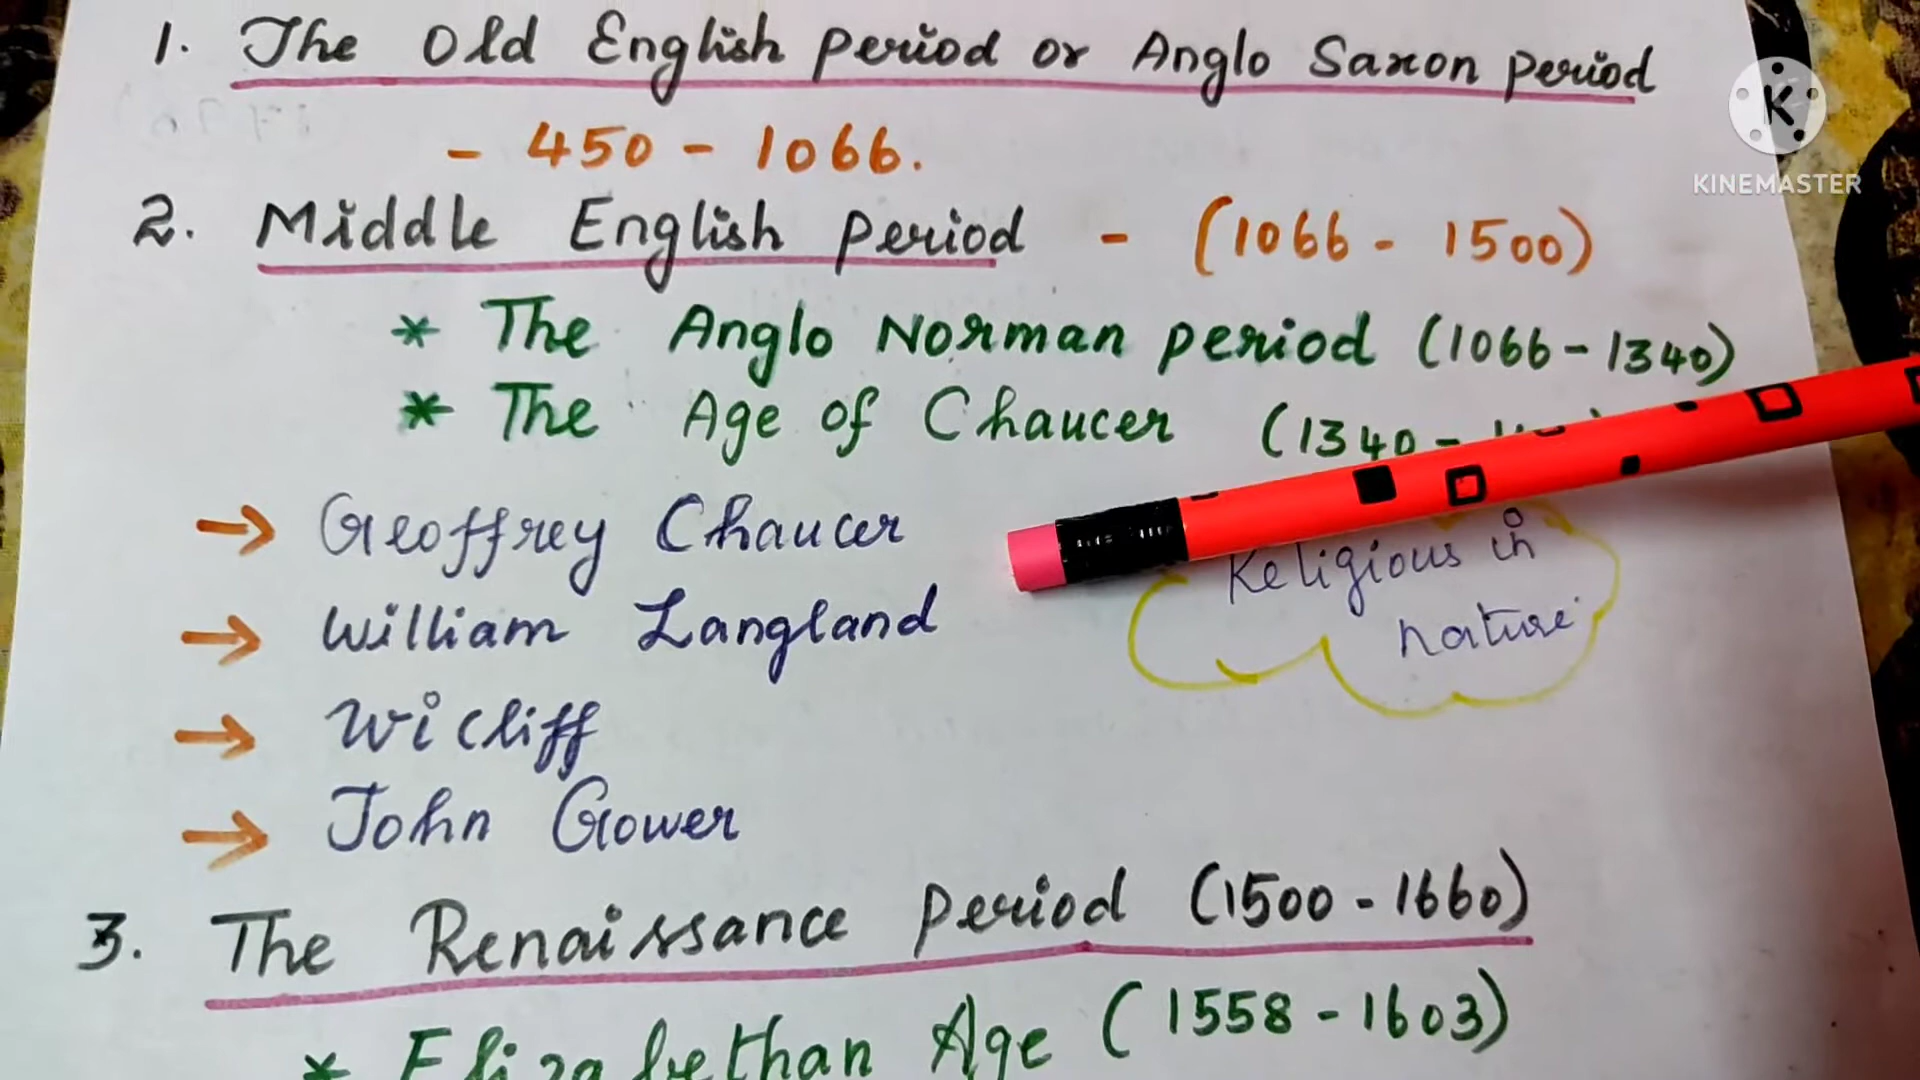 1. The Old English Period or Anglo Saxon Period
- 450 - 1066.
2. Middle English Period - (1066 - 1500)
* The Anglo Norman period (1066 - 1340)
* The Age of Chaucer (1340 -
→ Geoffrey Chaucer
→ William Langland
→ Wicliff
→ John Gower
Religious in
nature
3. The Renaissance Period (1500 - 1660)
* Elizabethan Age (1558 - 1603)
K
KINEMASTER